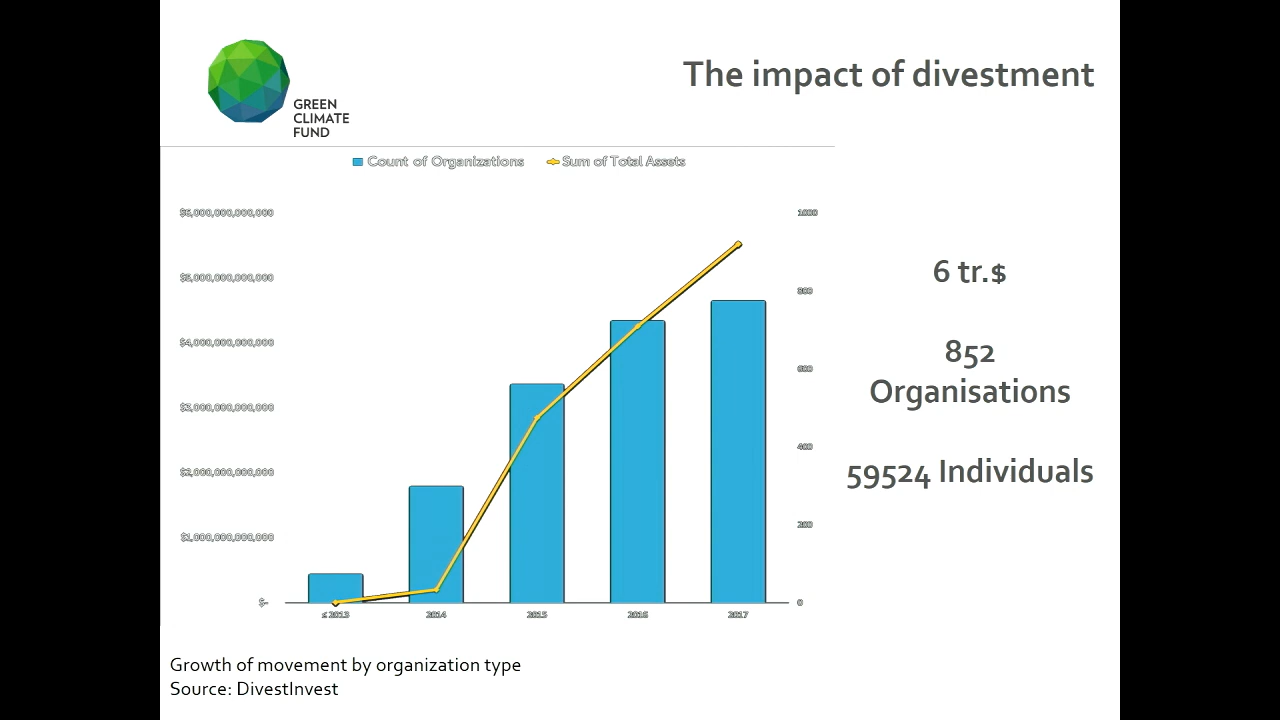 GREEN
CLIMATE
FUND
The impact of divestment
Count of Organizations
Sum of Total Assets
$6,000,000,000,000
$5,000,000,000,000
$4,000,000,000,000
$3,000,000,000,000
$2,000,000,000,000
$1,000,000,000,000
$-
1000
800
600
400
200
0
≤ 2013
2014
2015
2016
2017
6 tr.$
852
Organisations
59524 Individuals
Growth of movement by organization type
Source: DivestInvest